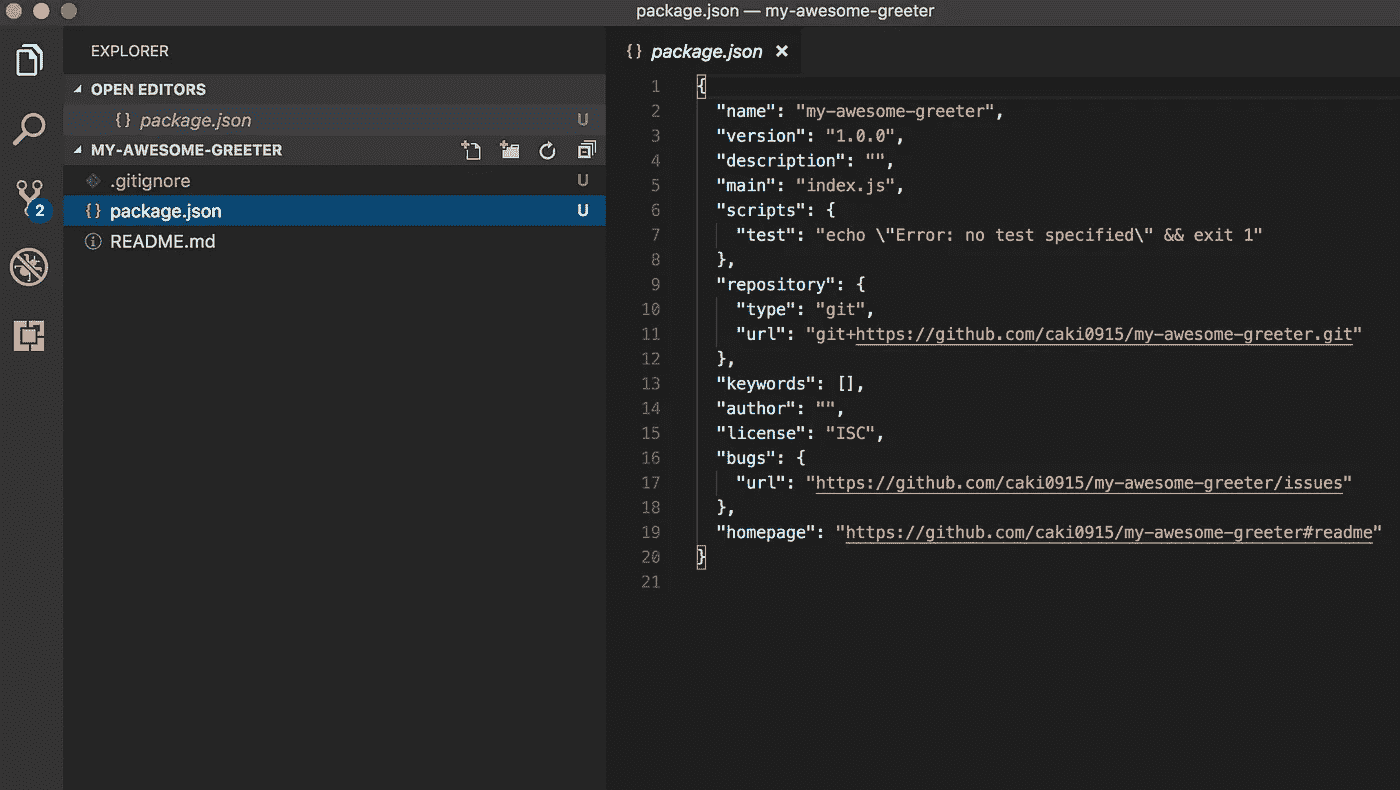 package.json — my-awesome-greeter
EXPLORER
OPEN EDITORS
{} package.json U
MY-AWESOME-GREETER
.gitignore U
{} package.json U
README.md
2
{} package.json ×
1 {
2 "name": "my-awesome-greeter",
3 "version": "1.0.0",
4 "description": "",
5 "main": "index.js",
6 "scripts": {
7 "test": "echo \"Error: no test specified\" && exit 1"
8 },
9 "repository": {
10 "type": "git",
11 "url": "git+https://github.com/caki0915/my-awesome-greeter.git"
12 },
13 "keywords": [],
14 "author": "",
15 "license": "ISC",
16 "bugs": {
17 "url": "https://github.com/caki0915/my-awesome-greeter/issues"
18 },
19 "homepage": "https://github.com/caki0915/my-awesome-greeter#readme"
20 }
21